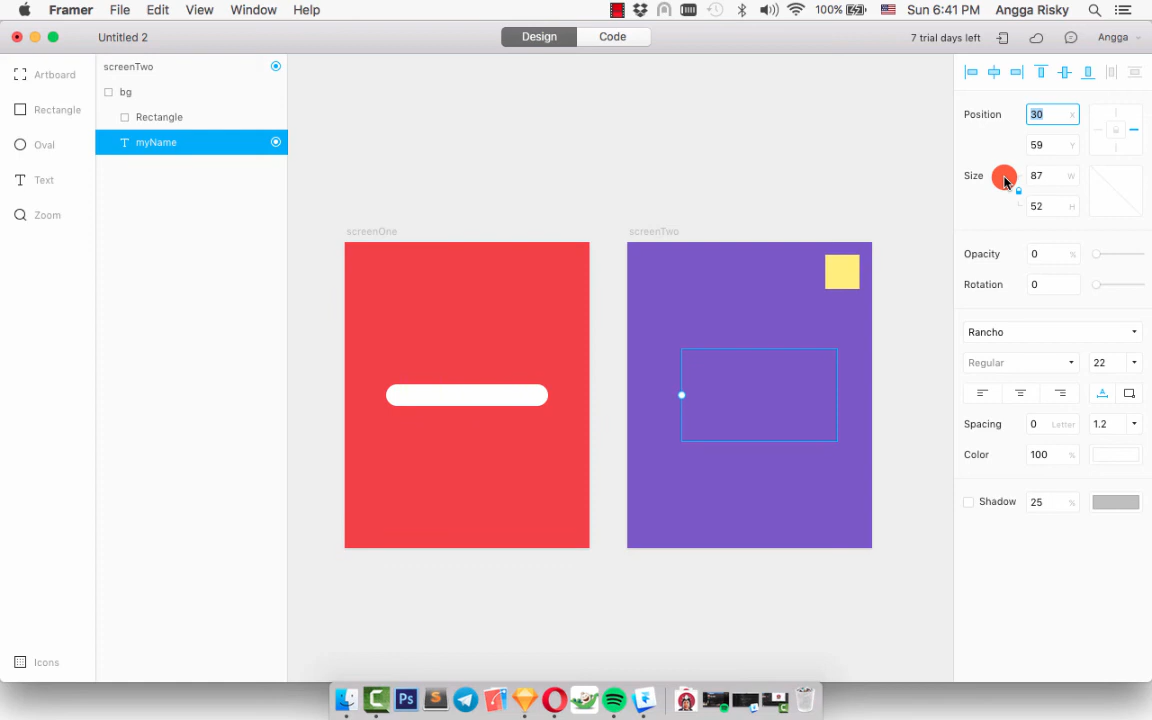 Framer File Edit View Window Help 100% Sun 6:41 PM Angga Risky
Untitled 2 Design Code 7 trial days left Angga
Artboard
Rectangle
Oval
Text
Zoom
Icons
screenTwo
bg
Rectangle
T myName
screenOne
screenTwo
Position 30 X
59 Y
Size 87 W
52 H
Opacity 0 %
Rotation 0
Rancho
Regular 22
Spacing 0 Letter 1.2
Color 100 %
Shadow 25 %
Ps